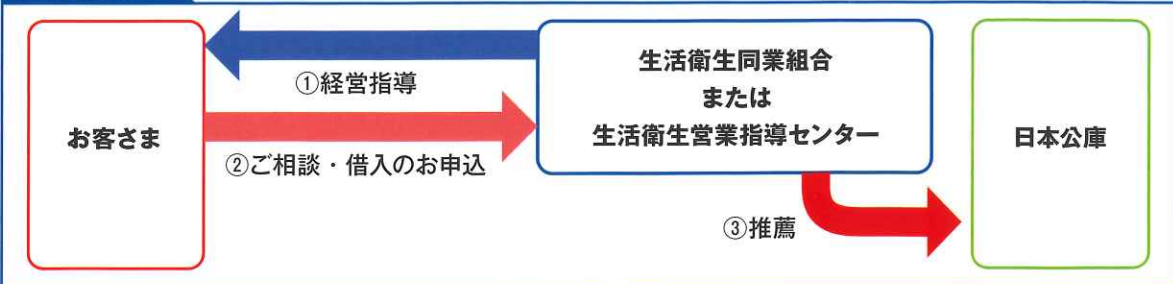 お客さま
①経営指導
②ご相談・借入のお申込
生活衛生同業組合
または
生活衛生営業指導センター
③推薦
日本公庫